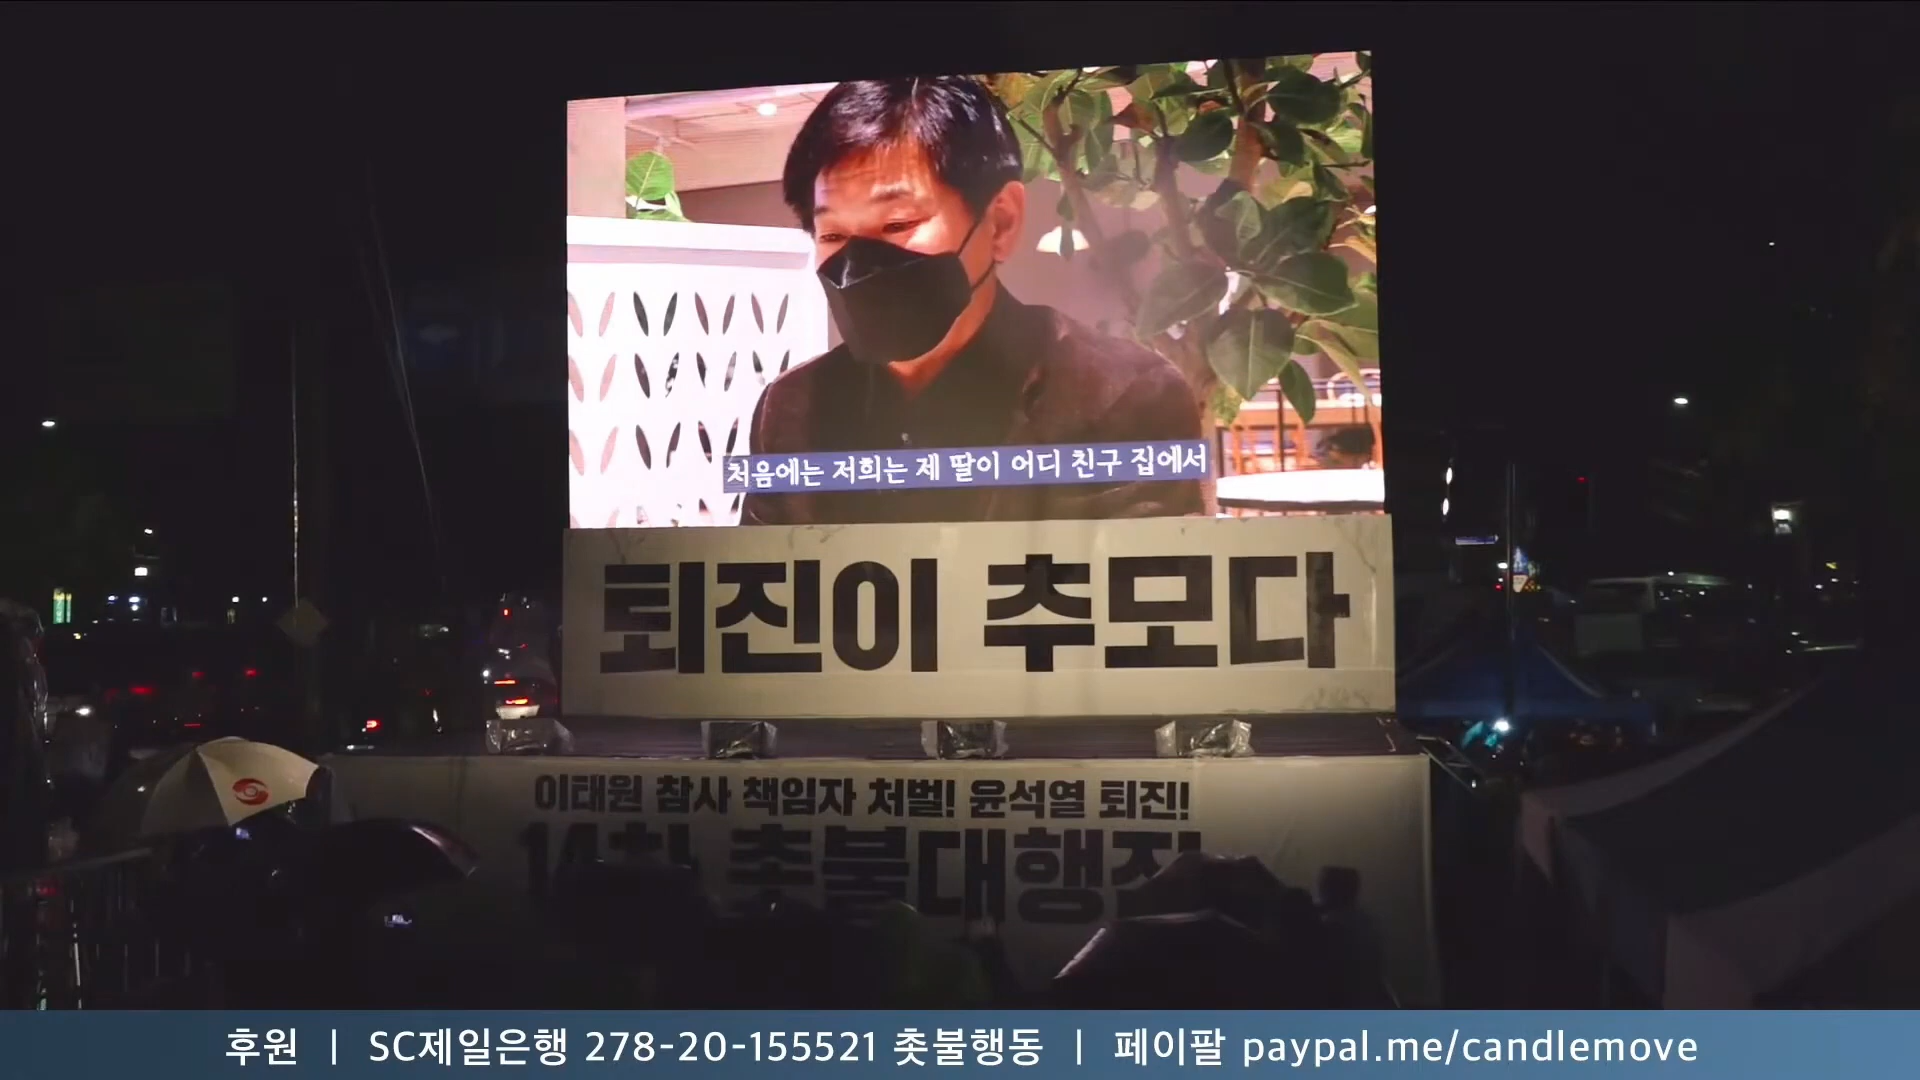 처음에는 저희는 제 딸이 어디 친구 집에서
퇴진이 추모다
이태원 참사 책임자 처벌! 윤석열 퇴진!
14차 촛불대행진
후원 | SC제일은행 278-20-155521 촛불행동 | 페이팔 paypal.me/candlemove